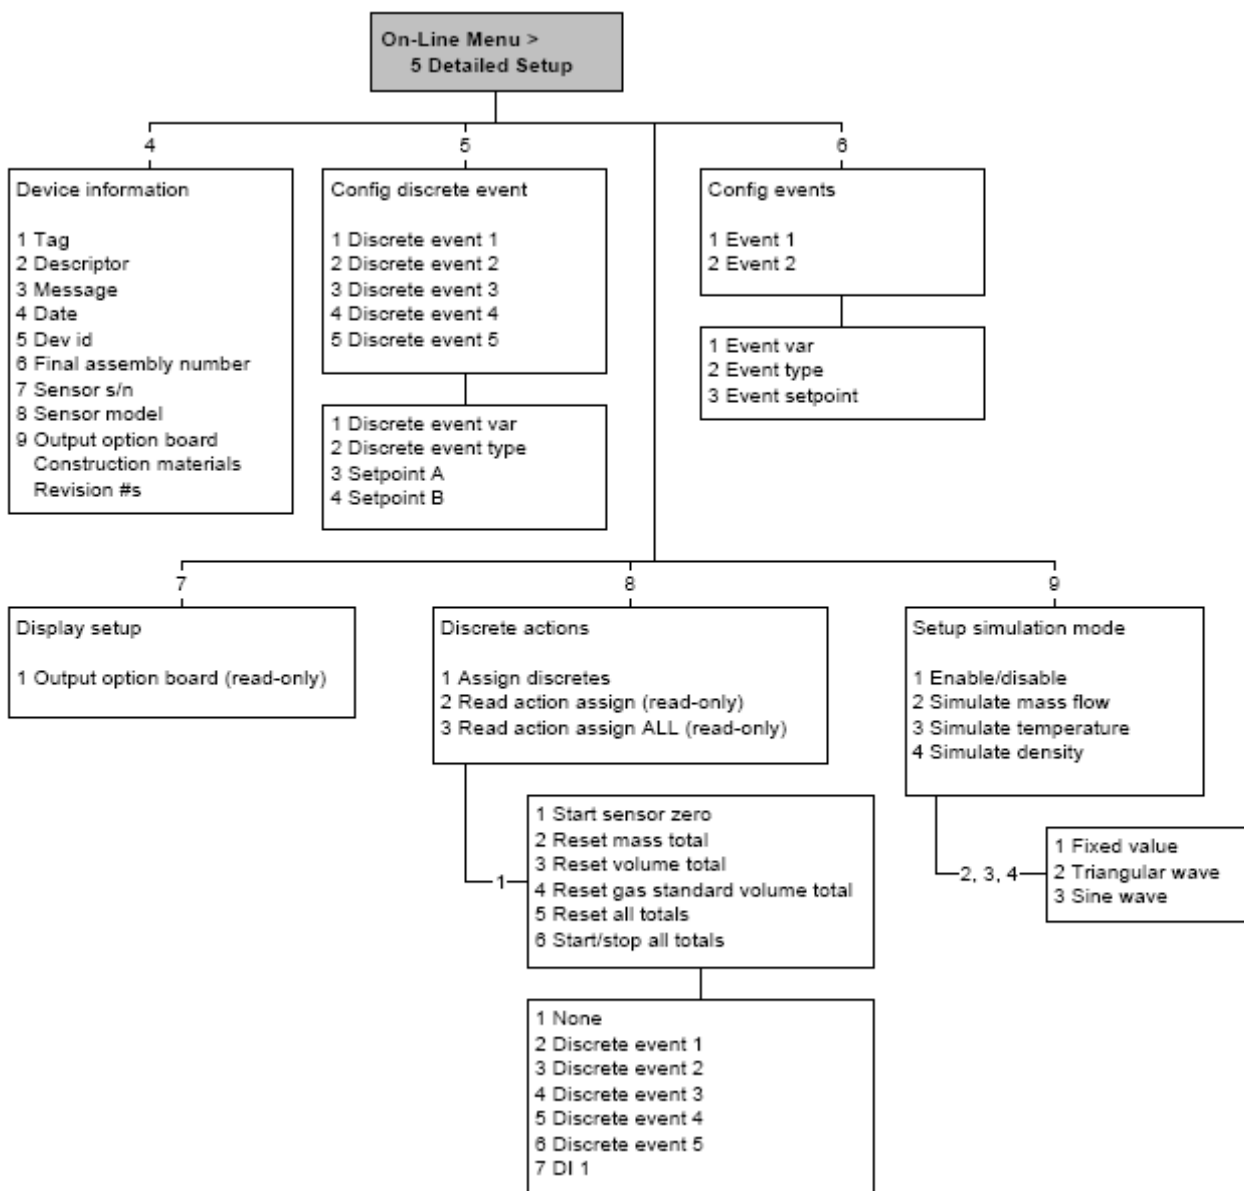 On-Line Menu >
5 Detailed Setup
4
5
6
Device information
1 Tag
2 Descriptor
3 Message
4 Date
5 Dev id
6 Final assembly number
7 Sensor s/n
8 Sensor model
9 Output option board
Construction materials
Revision #s
Config discrete event
1 Discrete event 1
2 Discrete event 2
3 Discrete event 3
4 Discrete event 4
5 Discrete event 5
1 Discrete event var
2 Discrete event type
3 Setpoint A
4 Setpoint B
Config events
1 Event 1
2 Event 2
1 Event var
2 Event type
3 Event setpoint
7
8
9
Display setup
1 Output option board (read-only)
Discrete actions
1 Assign discretes
2 Read action assign (read-only)
3 Read action assign ALL (read-only)
1
1 Start sensor zero
2 Reset mass total
3 Reset volume total
4 Reset gas standard volume total
5 Reset all totals
6 Start/stop all totals
1 None
2 Discrete event 1
3 Discrete event 2
4 Discrete event 3
5 Discrete event 4
6 Discrete event 5
7 DI 1
Setup simulation mode
1 Enable/disable
2 Simulate mass flow
3 Simulate temperature
4 Simulate density
2, 3, 4
1 Fixed value
2 Triangular wave
3 Sine wave